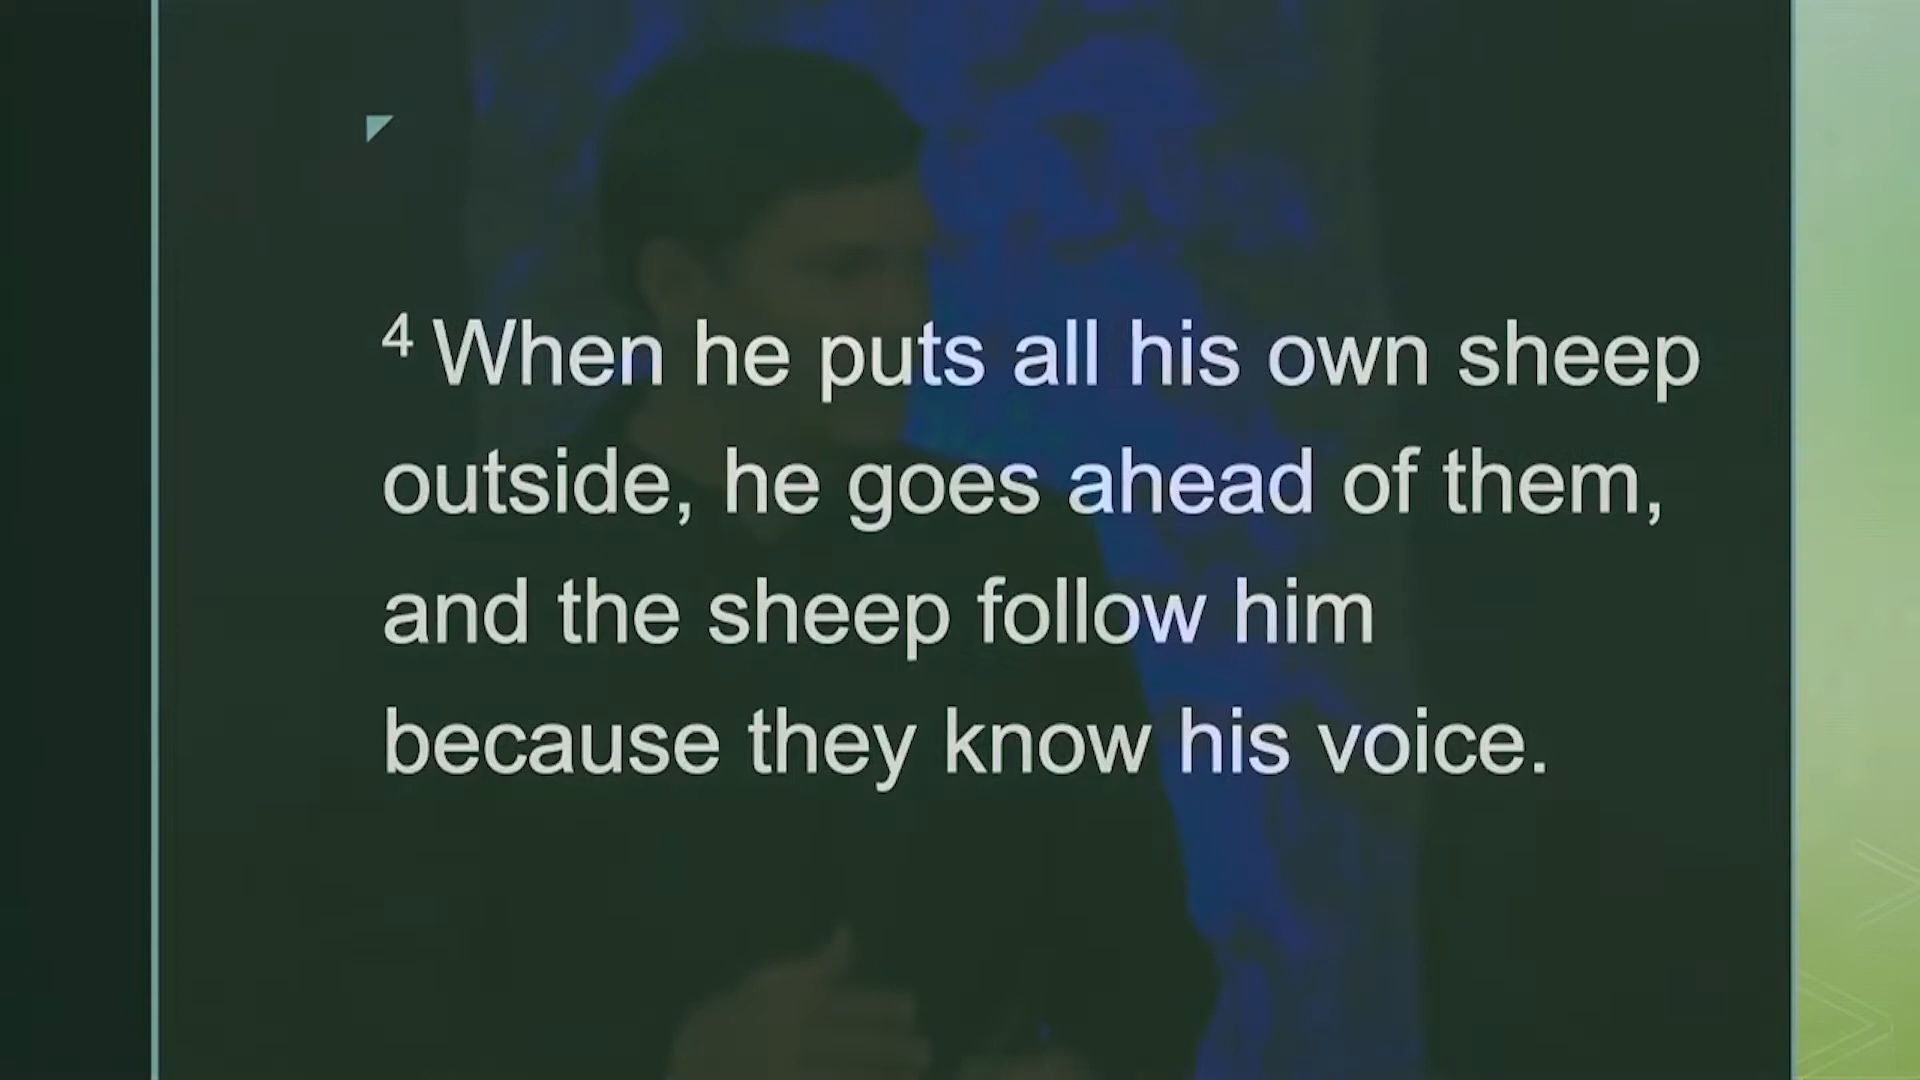 4 When he puts all his own sheep
outside, he goes ahead of them,
and the sheep follow him
because they know his voice.